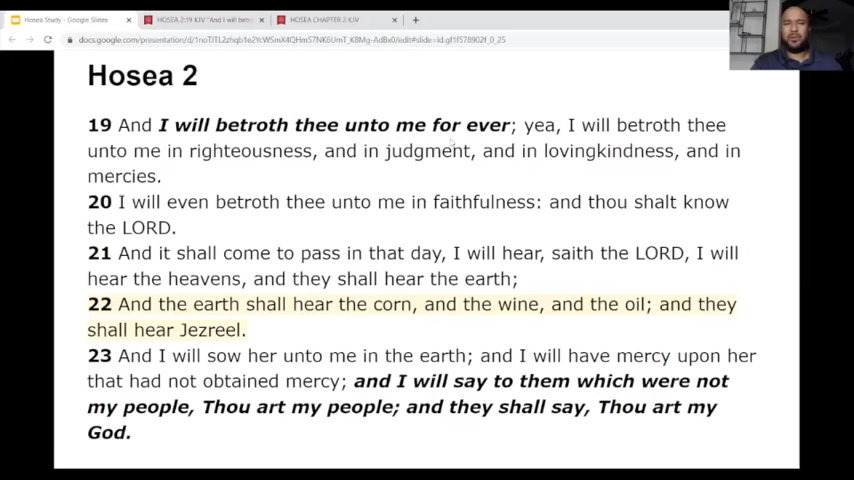 Hosea Study - Google Slides
HOSEA 2:19 KJV "And I will betr
HOSEA CHAPTER 2 KJV
Hosea 2
19 And I will betroth thee unto me for ever; yea, I will betroth thee
unto me in righteousness, and in judgment, and in lovingkindness, and in
mercies.
20 I will even betroth thee unto me in faithfulness: and thou shalt know
the LORD.
21 And it shall come to pass in that day, I will hear, saith the LORD, I will
hear the heavens, and they shall hear the earth;
22 And the earth shall hear the corn, and the wine, and the oil; and they
shall hear Jezreel.
23 And I will sow her unto me in the earth; and I will have mercy upon her
that had not obtained mercy; and I will say to them which were not
my people, Thou art my people; and they shall say, Thou art my
God.